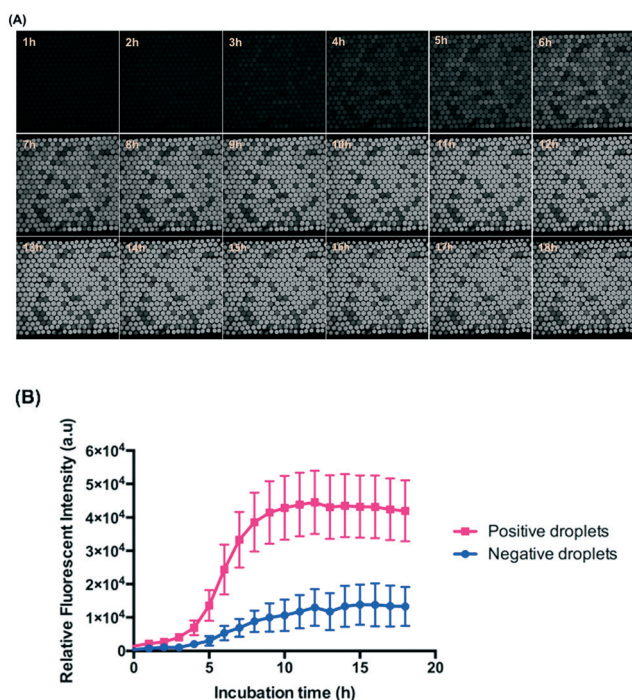 (A)
1h 2h 3h 4h 5h 6h
7h 8h 9h 10h 11h 12h
13h 14h 15h 16h 17h 18h
(B)
Relative Fluorescent Intensity (a.u)
6×10⁴
5×10⁴
4×10⁴
3×10⁴
2×10⁴
1×10⁴
0
0 5 10 15 20
Incubation time (h)
Positive droplets
Negative droplets